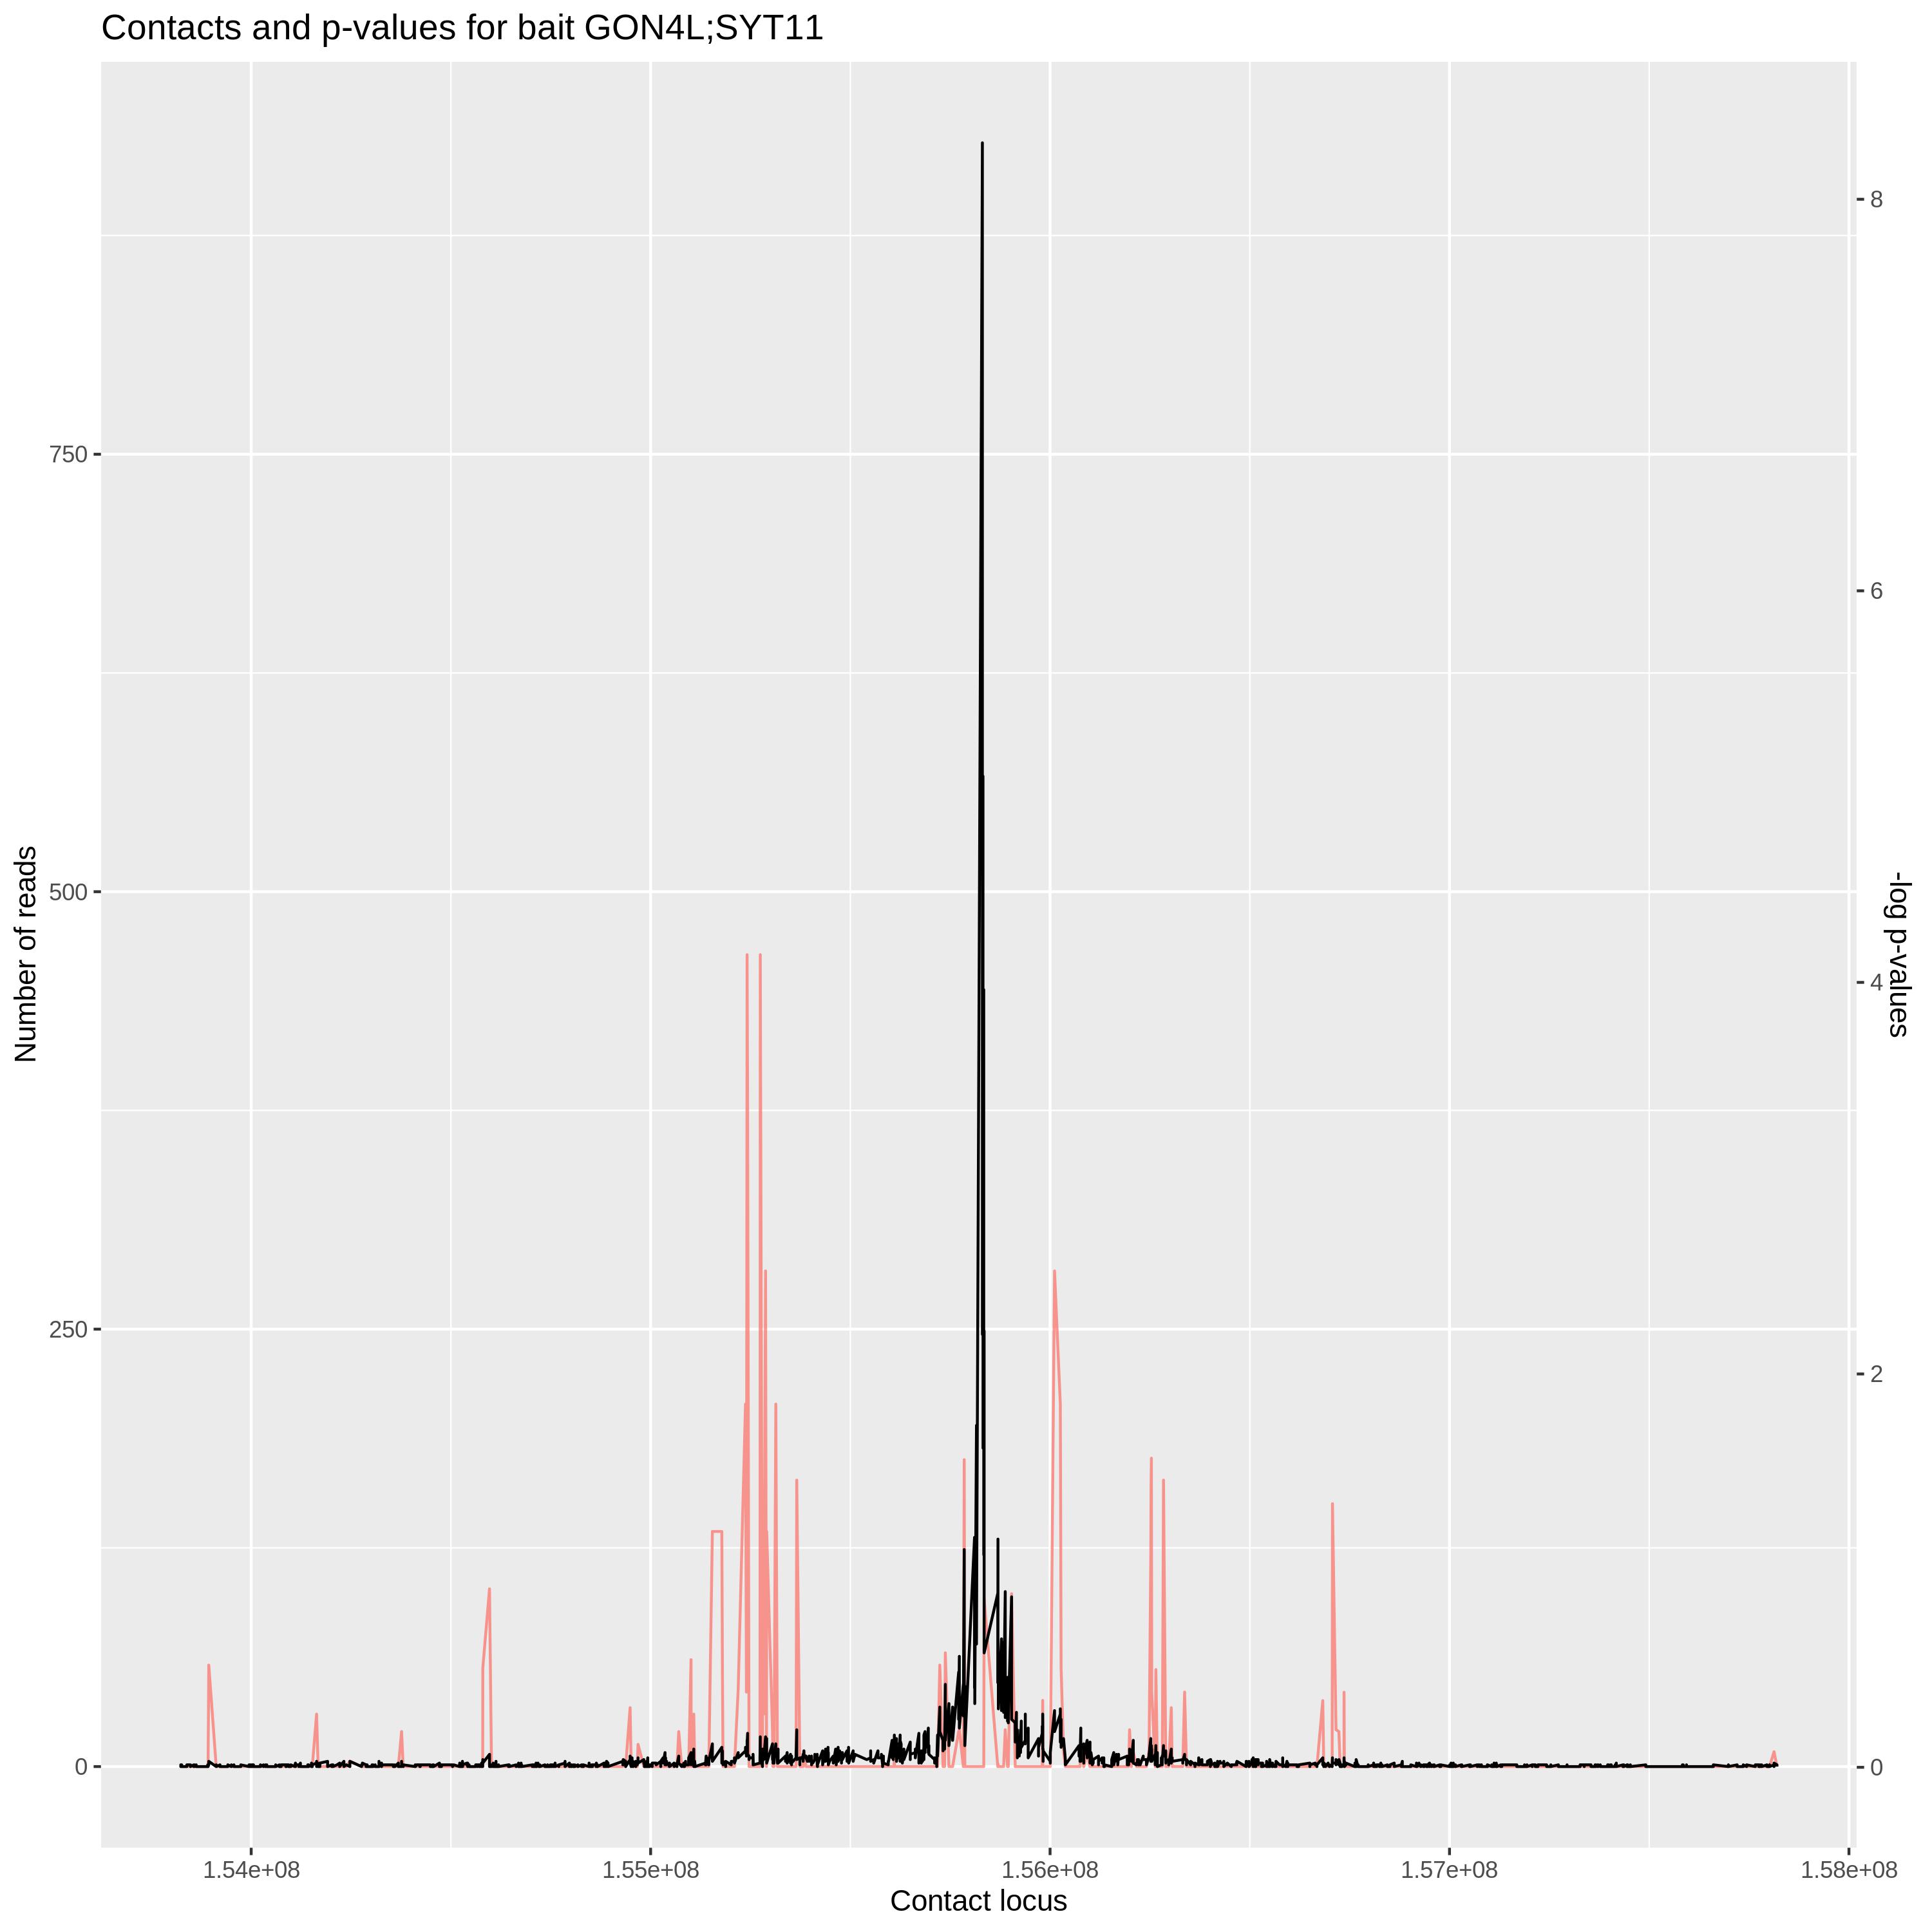 Contacts and p-values for bait GON4L;SYT11
Number of reads
750
500
250
0
8
6
4
2
0
-log p-values
1.54e+08
1.55e+08
1.56e+08
1.57e+08
1.58e+08
Contact locus